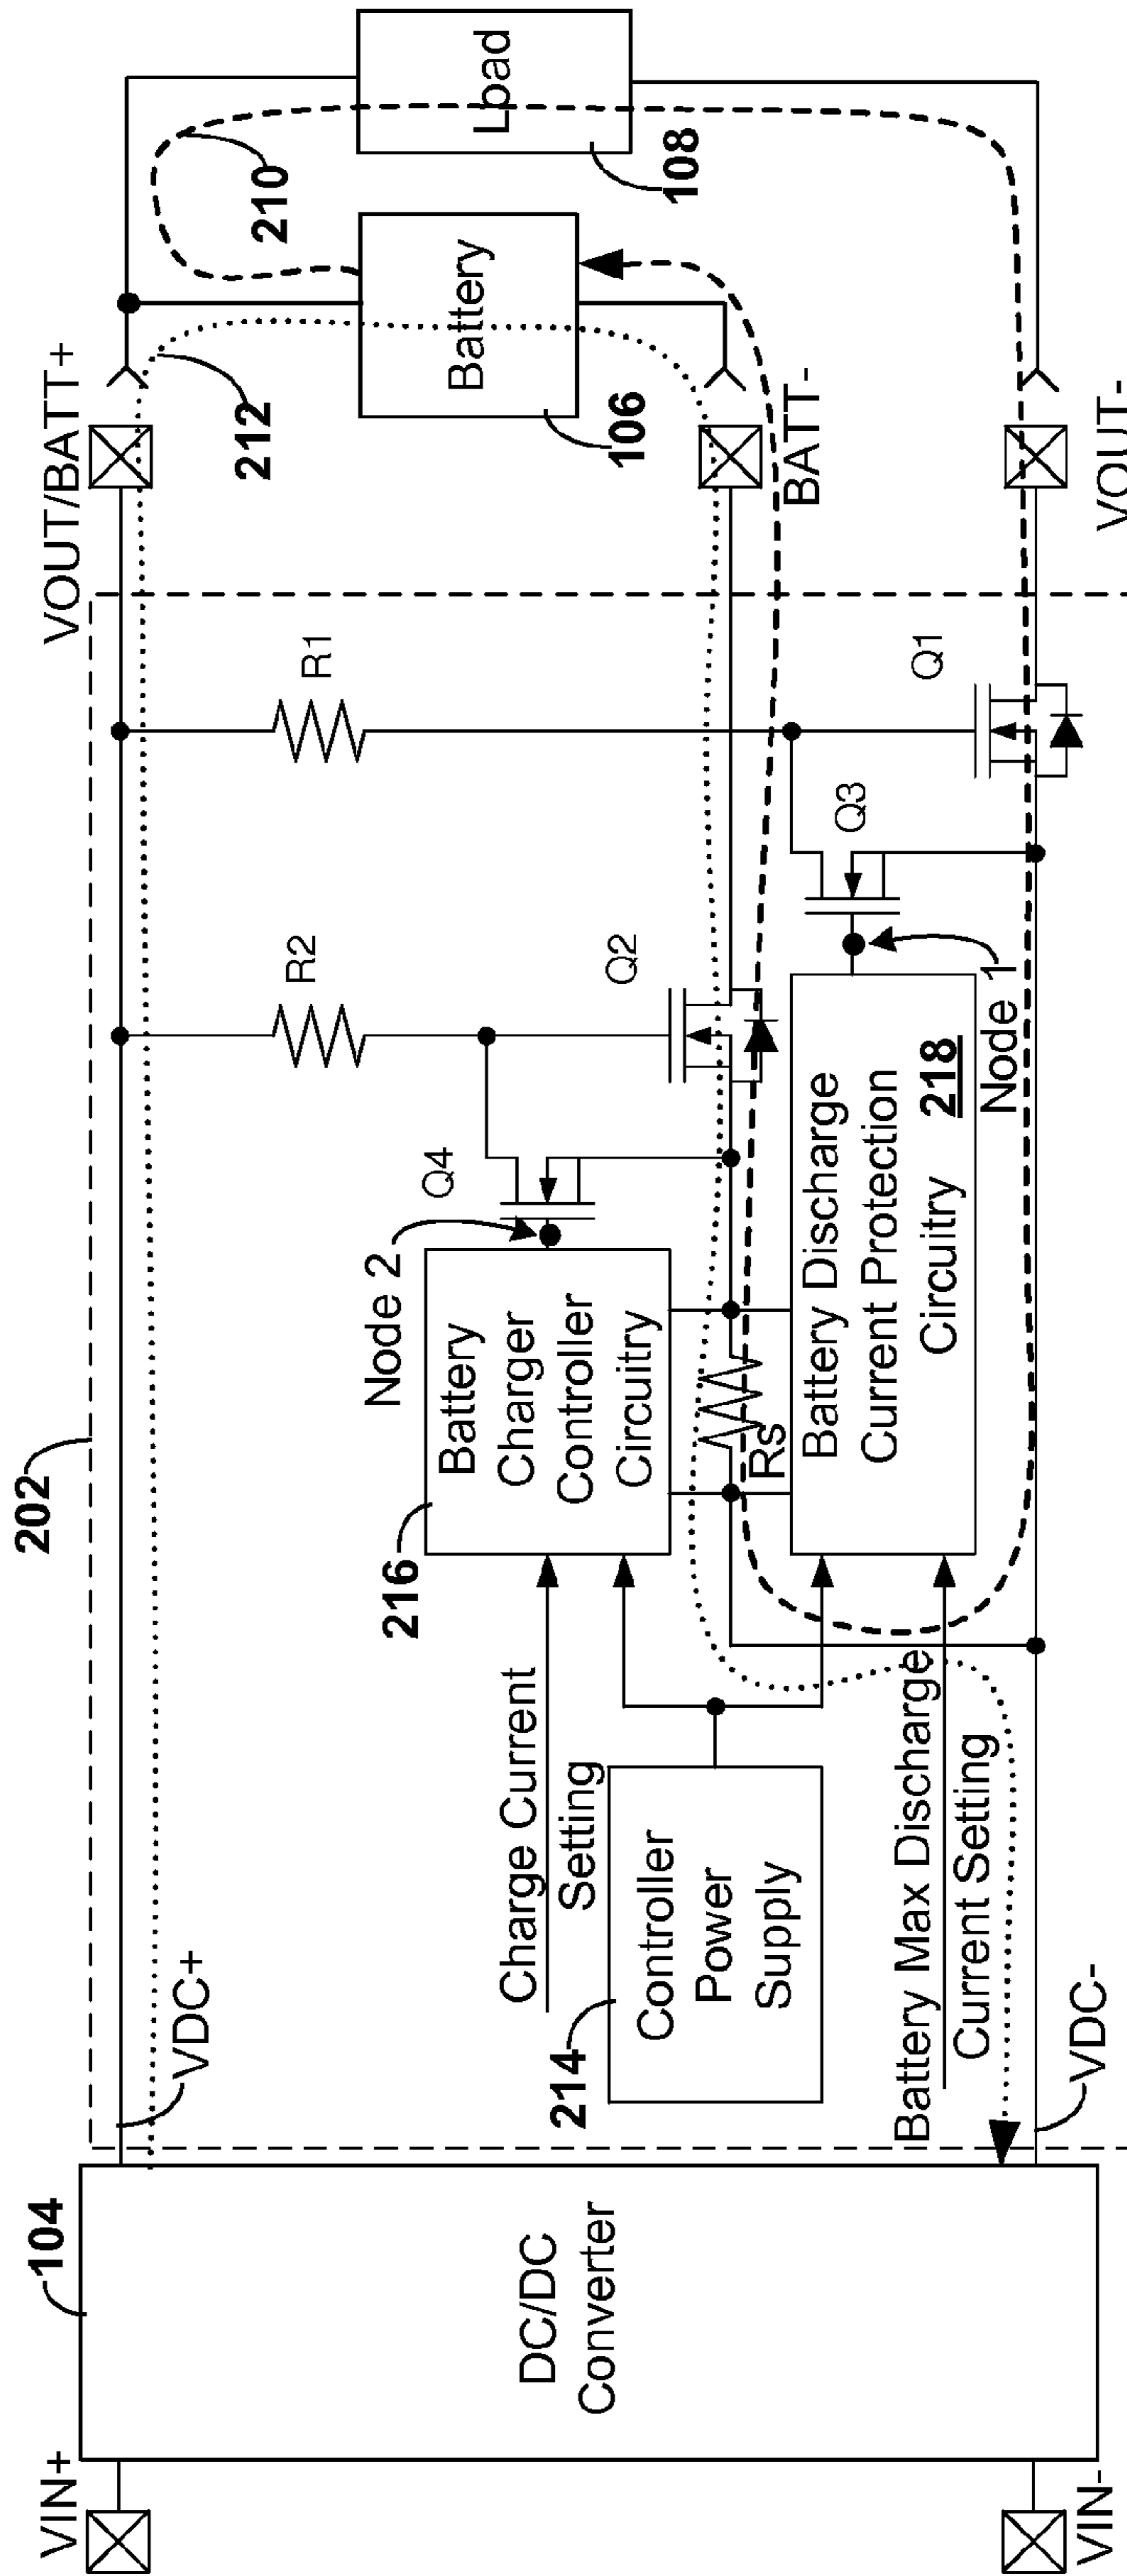 202
104
VIN+
VDC+
VOUT/BATT+
212
210
R2
R1
DC/DC
Converter
VIN-
214
Controller
Power
Supply
Charge Current
Setting
216
Battery
Charger
Controller
Circuitry
Node 2
Q4
Q2
Battery
106
Load
108
BATT-
Rs
Battery Max Discharge
Current Setting
Battery Discharge
Current Protection
Circuitry
218
Node 1
Q3
Q1
VDC-
VOUT-